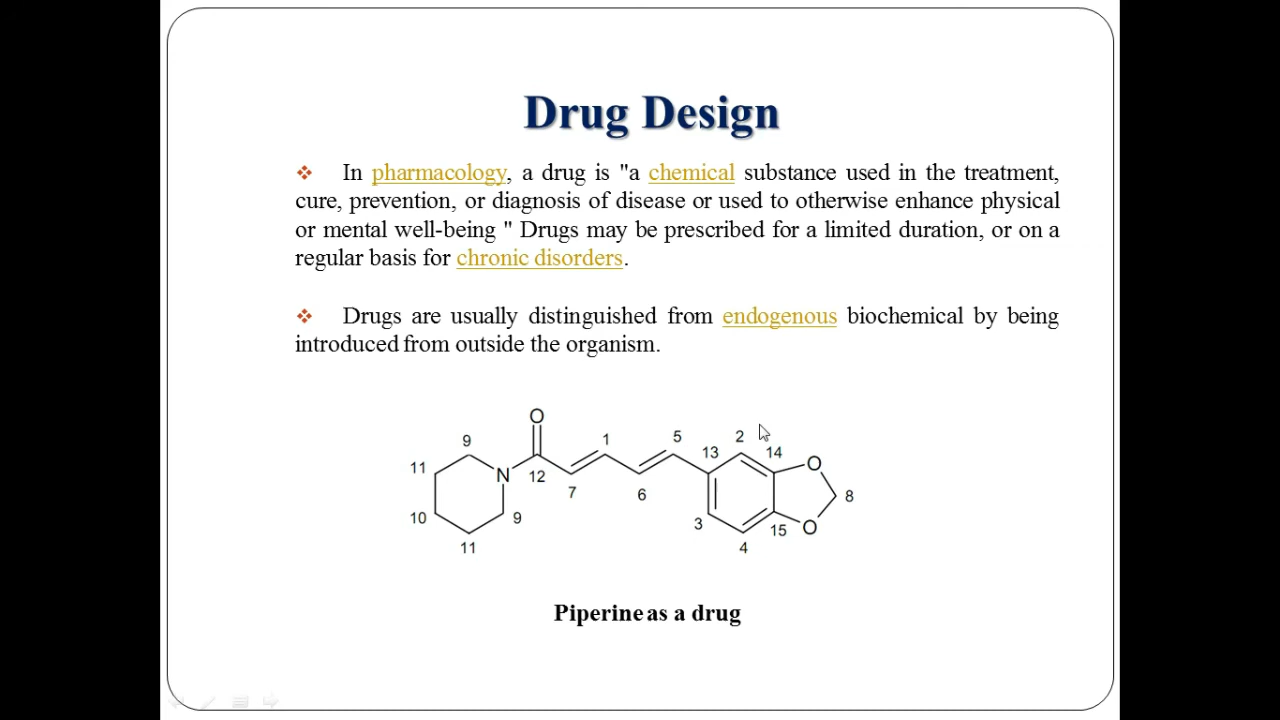 Drug Design
❖ In pharmacology, a drug is "a chemical substance used in the treatment,
cure, prevention, or diagnosis of disease or used to otherwise enhance physical
or mental well-being " Drugs may be prescribed for a limited duration, or on a
regular basis for chronic disorders.
❖ Drugs are usually distinguished from endogenous biochemical by being
introduced from outside the organism.
O
9 1 5 2
13 14
11 N 12 O
7 6 8
10 9 3 15 O
11 4
Piperine as a drug